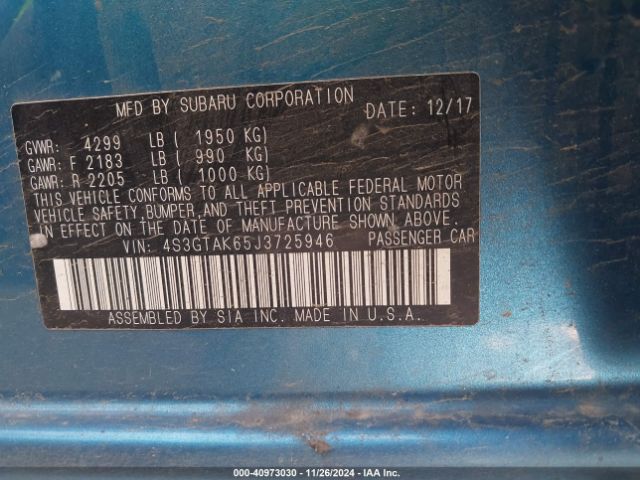 MFD BY SUBARU CORPORATION DATE: 12/17
GVWR: 4299 LB ( 1950 KG)
GAWR: F 2183 LB ( 990 KG)
GAWR: R 2205 LB ( 1000 KG)
THIS VEHICLE CONFORMS TO ALL APPLICABLE FEDERAL MOTOR
VEHICLE SAFETY,BUMPER,AND THEFT PREVENTION STANDARDS
IN EFFECT ON THE DATE OF MANUFACTURE SHOWN ABOVE.
VIN: 4S3GTAK65J3725946 PASSENGER CAR
ASSEMBLED BY SIA INC. MADE IN U.S.A.
000-40973030 - 11/26/2024 - IAA Inc.